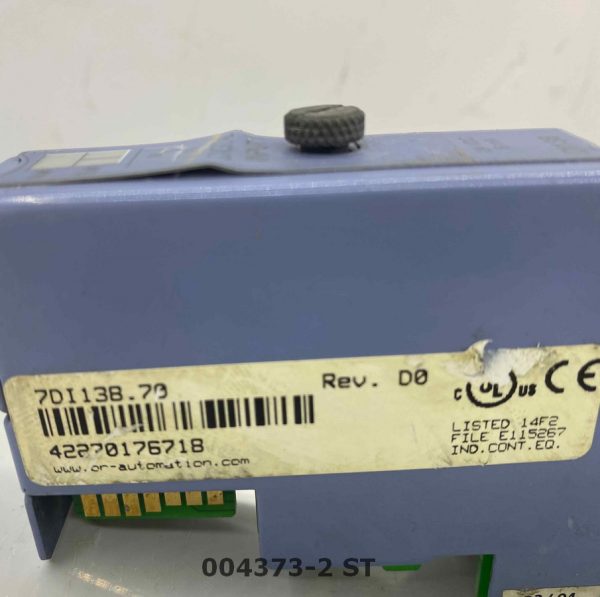 7DI138.70
Rev. D0
42270176718
www.br-automation.com
C UL US CE
LISTED 14F2
FILE E115267
IND.CONT.EQ.
004373-2 ST